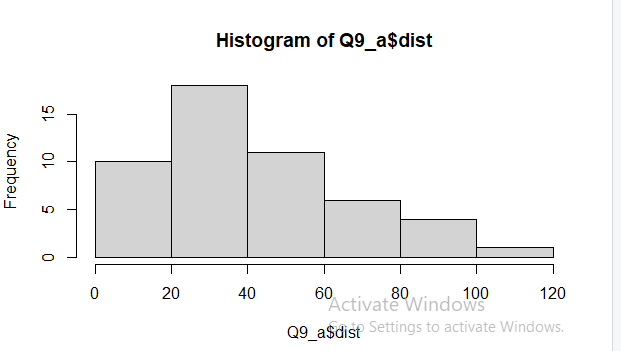 Histogram of Q9_a$dist
Frequency
15
10
5
0
0 20 40 60 80 100 120
Q9_a$dist
Activate Windows
Go to Settings to activate Windows.